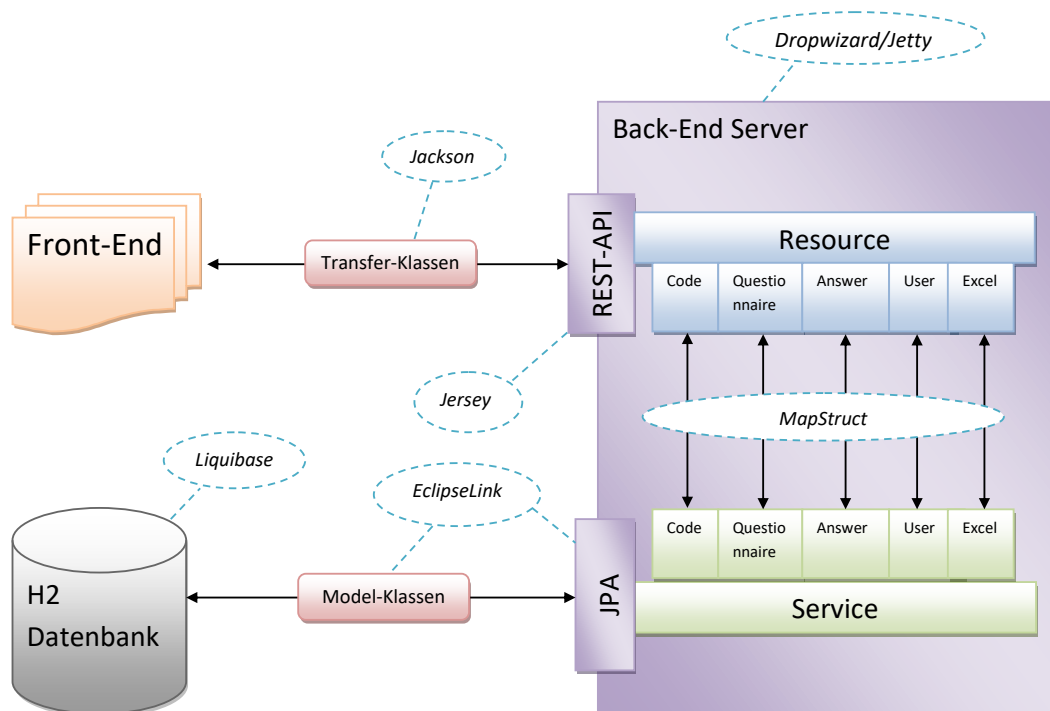 Dropwizard/Jetty
Back-End Server
Jackson
Front-End
Transfer-Klassen
REST-API
Resource
Code
Questio
nnaire
Answer
User
Excel
Jersey
MapStruct
Liquibase
EclipseLink
H2
Datenbank
Model-Klassen
JPA
Code
Questio
nnaire
Answer
User
Excel
Service